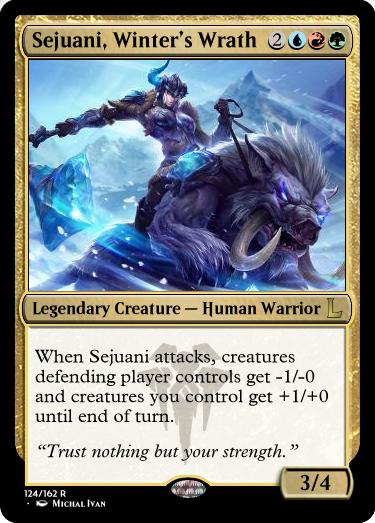 Sejuani, Winter's Wrath 2
Legendary Creature — Human Warrior L
When Sejuani attacks, creatures
defending player controls get -1/-0
and creatures you control get +1/+0
until end of turn.
“Trust nothing but your strength.”
3/4
124/162 R
· Michal Ivan